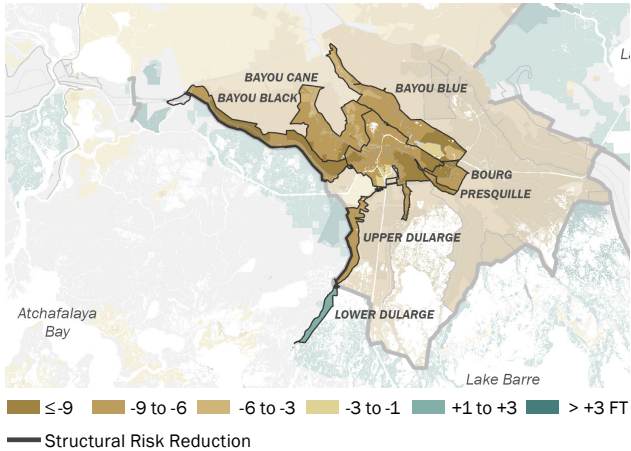 La
BAYOU CANE
BAYOU BLUE
BAYOU BLACK
BOURG
PRESQUILLE
UPPER DULARGE
Atchafalaya
Bay
LOWER DULARGE
Lake Barre
≤ -9 -9 to -6 -6 to -3 -3 to -1 +1 to +3 > +3 FT
Structural Risk Reduction